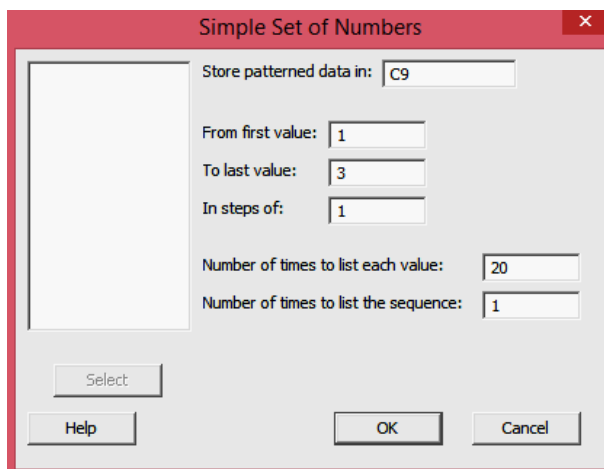 Simple Set of Numbers
x
Store patterned data in: C9
From first value: 1
To last value: 3
In steps of: 1
Number of times to list each value: 20
Number of times to list the sequence: 1
Select
Help OK Cancel